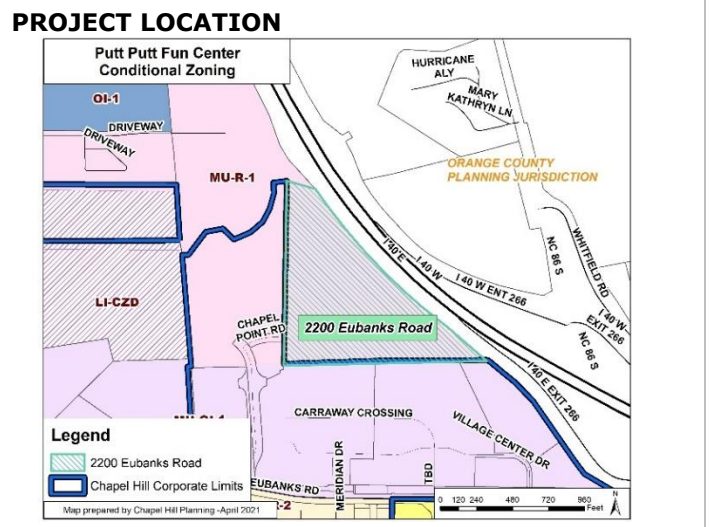 PROJECT LOCATION
Putt Putt Fun Center
Conditional Zoning
HURRICANE
ALY
MARY
KATHRYN LN
OI-1
DRIVEWAY
DRIVEWAY
ORANGE COUNTY
PLANNING JURISDICTION
MU-R-1
I 40 E
I 40 W
I 40 W ENT 266
NC 86 S
WHITFIELD RD
I 40 W
EXIT 266
NC 86 S
LI-CZD
CHAPEL
POINT RD
2200 Eubanks Road
I 40 E EXIT 266
CARRAWAY CROSSING
VILLAGE CENTER DR
MERIDIAN DR
TBD
EUBANKS RD
R-2
Legend
2200 Eubanks Road
Chapel Hill Corporate Limits
Map prepared by Chapel Hill Planning -April 2021
0 120 240 480 720 960
Feet
N